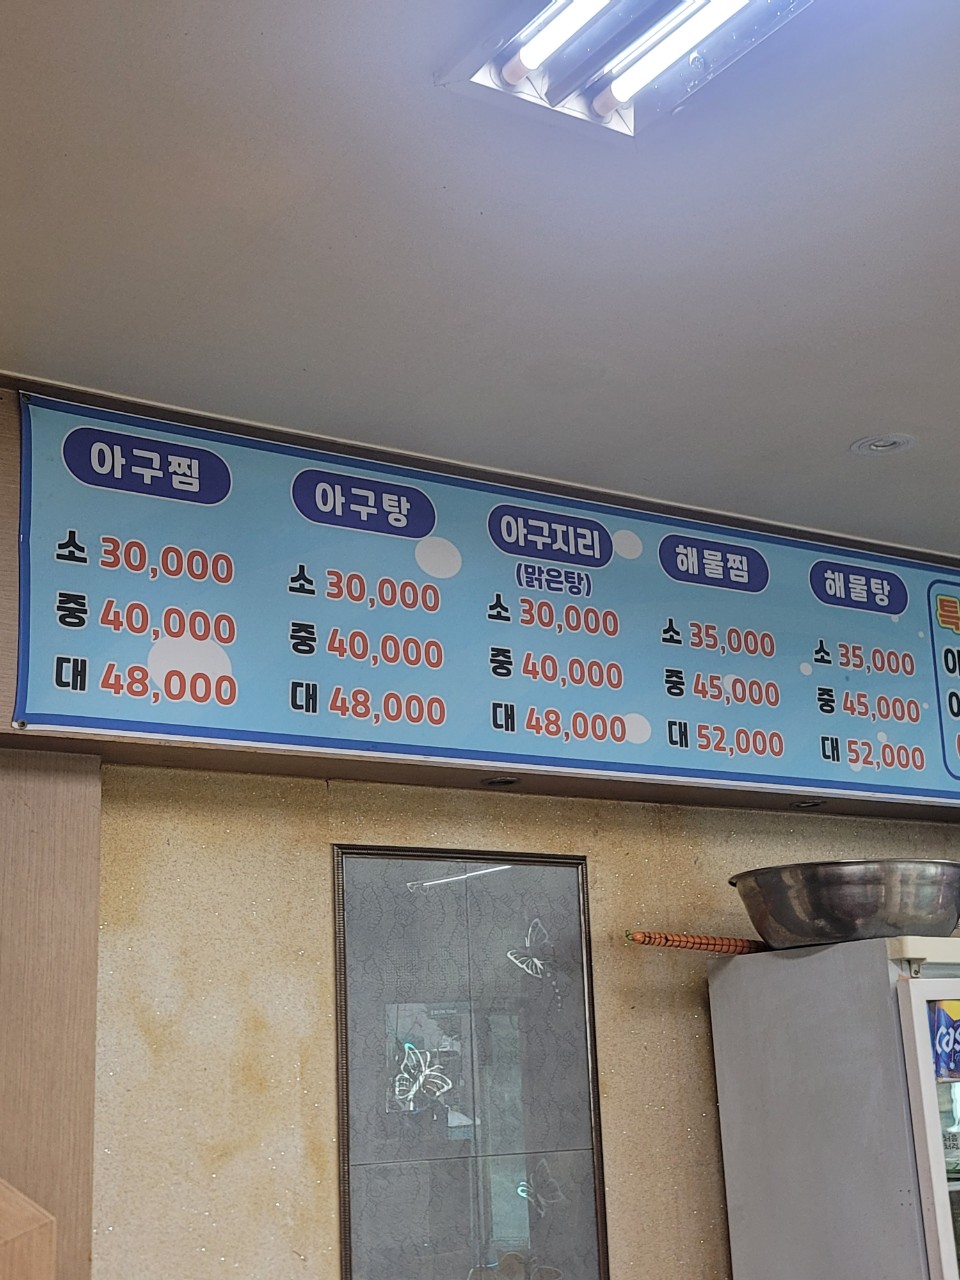 아구찜
소 30,000
중 40,000
대 48,000
아구탕
소 30,000
중 40,000
대 48,000
아구지리
(맑은탕)
소 30,000
중 40,000
대 48,000
해물찜
소 35,000
중 45,000
대 52,000
해물탕
소 35,000
중 45,000
대 52,000
특